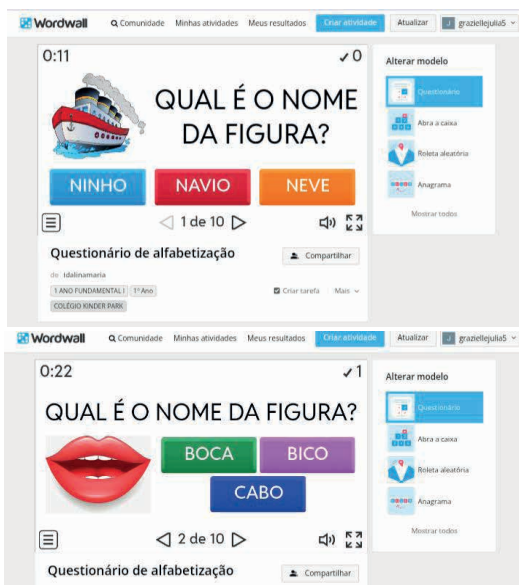 Wordwall Comunidade Minhas atividades Meus resultados Criar atividade Atualizar J graziellejulia5
0:11 ✓0
QUAL É O NOME
DA FIGURA?
NINHO NAVIO NEVE
1 de 10
Questionário de alfabetização Compartilhar
de Idalinamaria
1 ANO FUNDAMENTAL I 1º Ano Criar tarefa Mais
COLÉGIO KINDER PARK
Alterar modelo
Questionário
Abra a caixa
Roleta aleatória
Anagrama
Mostrar todos
Wordwall Comunidade Minhas atividades Meus resultados Criar atividade Atualizar J graziellejulia5
0:22 ✓1
QUAL É O NOME DA FIGURA?
BOCA BICO
CABO
2 de 10
Questionário de alfabetização Compartilhar
Alterar modelo
Questionário
Abra a caixa
Roleta aleatória
Anagrama
Mostrar todos